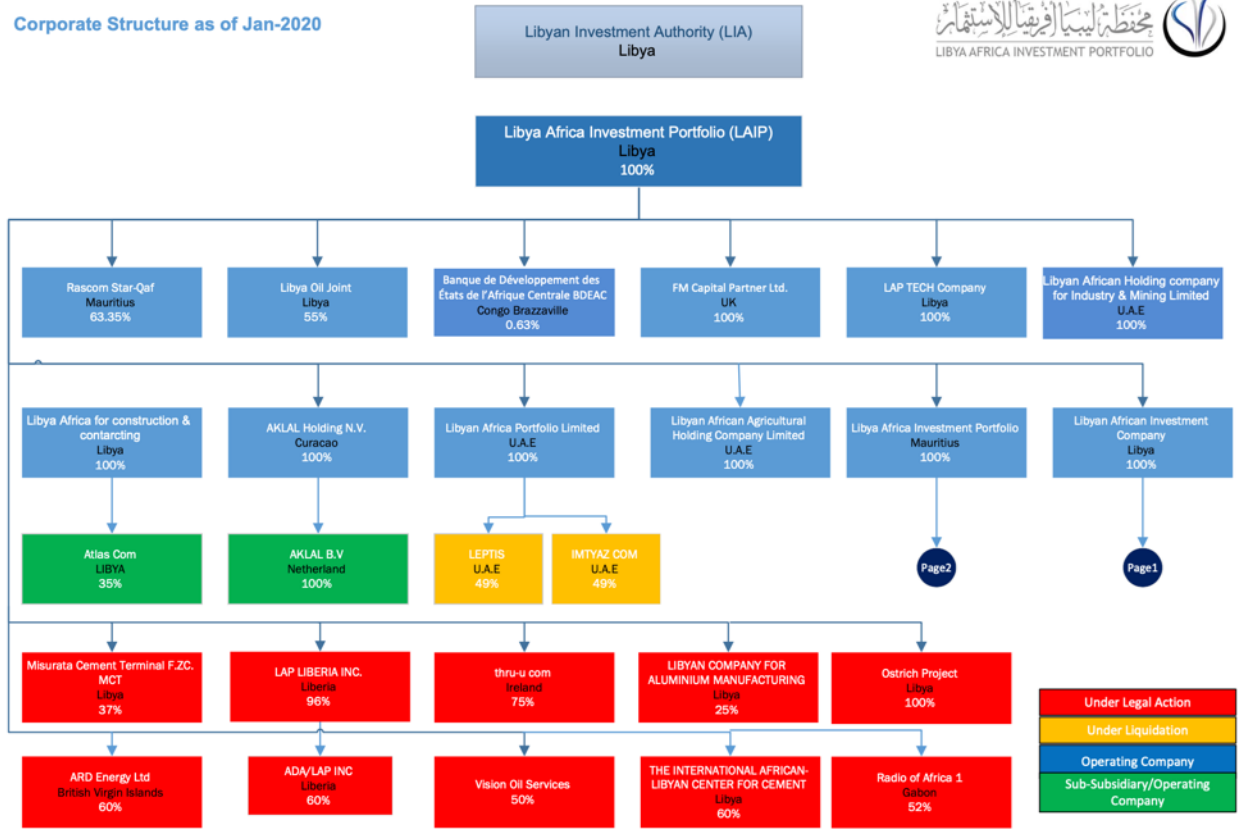 Corporate Structure as of Jan-2020
Libyan Investment Authority (LIA)
Libya
محفظة ليبيا أفريقيا للاستثمار
LIBYA AFRICA INVESTMENT PORTFOLIO
Libya Africa Investment Portfolio (LAIP)
Libya
100%
Rascom Star-Qaf
Mauritius
63.35%
Libya Oil Joint
Libya
55%
Banque de Développement des
États de l’Afrique Centrale BDEAC
Congo Brazzaville
0.63%
FM Capital Partner Ltd.
UK
100%
LAP TECH Company
Libya
100%
Libyan African Holding company
for Industry & Mining Limited
U.A.E
100%
Libya Africa for construction &
contarcting
Libya
100%
AKLAL Holding N.V.
Curacao
100%
Libyan Africa Portfolio Limited
U.A.E
100%
Libyan African Agricultural
Holding Company Limited
U.A.E
100%
Libya Africa Investment Portfolio
Mauritius
100%
Libyan African Investment
Company
Libya
100%
Atlas Com
LIBYA
35%
AKLAL B.V
Netherland
100%
LEPTIS
U.A.E
49%
IMTYAZ COM
U.A.E
49%
Page2
Page1
Misurata Cement Terminal F.ZC.
MCT
Libya
37%
LAP LIBERIA INC.
Liberia
96%
thru-u com
Ireland
75%
LIBYAN COMPANY FOR
ALUMINIUM MANUFACTURING
Libya
25%
Ostrich Project
Libya
100%
ARD Energy Ltd
British Virgin Islands
60%
ADA/LAP INC
Liberia
60%
Vision Oil Services
50%
THE INTERNATIONAL AFRICAN-
LIBYAN CENTER FOR CEMENT
Libya
60%
Radio of Africa 1
Gabon
52%
Under Legal Action
Under Liquidation
Operating Company
Sub-Subsidiary/Operating
Company